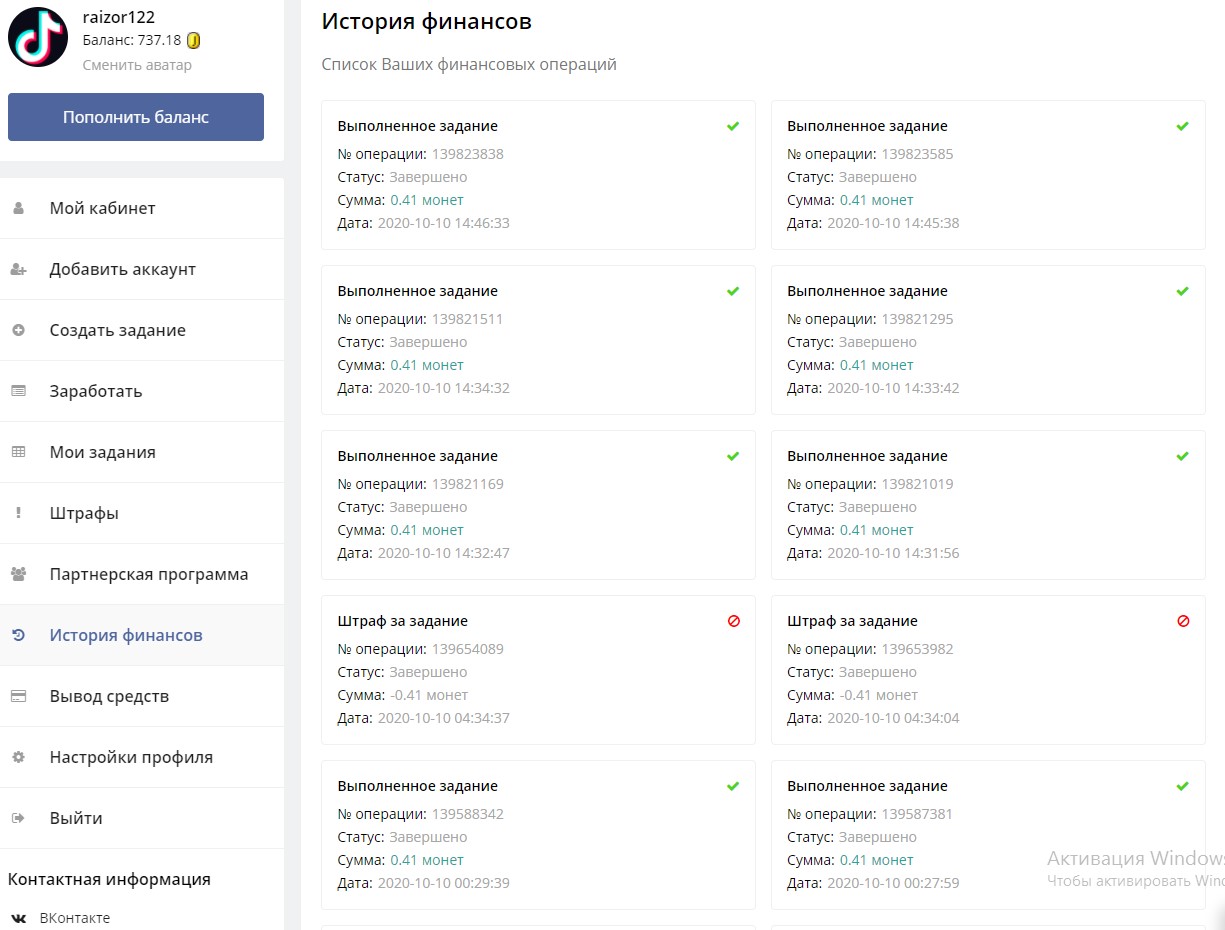 raizor122
Баланс: 737.18
Сменить аватар
Пополнить баланс
Мой кабинет
Добавить аккаунт
Создать задание
Заработать
Мои задания
Штрафы
Партнерская программа
История финансов
Вывод средств
Настройки профиля
Выйти
Контактная информация
ВКонтакте
История финансов
Список Ваших финансовых операций
Выполненное задание
№ операции: 139823838
Статус: Завершено
Сумма: 0.41 монет
Дата: 2020-10-10 14:46:33
Выполненное задание
№ операции: 139823585
Статус: Завершено
Сумма: 0.41 монет
Дата: 2020-10-10 14:45:38
Выполненное задание
№ операции: 139821511
Статус: Завершено
Сумма: 0.41 монет
Дата: 2020-10-10 14:34:32
Выполненное задание
№ операции: 139821295
Статус: Завершено
Сумма: 0.41 монет
Дата: 2020-10-10 14:33:42
Выполненное задание
№ операции: 139821169
Статус: Завершено
Сумма: 0.41 монет
Дата: 2020-10-10 14:32:47
Выполненное задание
№ операции: 139821019
Статус: Завершено
Сумма: 0.41 монет
Дата: 2020-10-10 14:31:56
Штраф за задание
№ операции: 139654089
Статус: Завершено
Сумма: -0.41 монет
Дата: 2020-10-10 04:34:37
Штраф за задание
№ операции: 139653982
Статус: Завершено
Сумма: -0.41 монет
Дата: 2020-10-10 04:34:04
Выполненное задание
№ операции: 139588342
Статус: Завершено
Сумма: 0.41 монет
Дата: 2020-10-10 00:29:39
Выполненное задание
№ операции: 139587381
Статус: Завершено
Сумма: 0.41 монет
Дата: 2020-10-10 00:27:59
Активация Windows
Чтобы активировать Wind